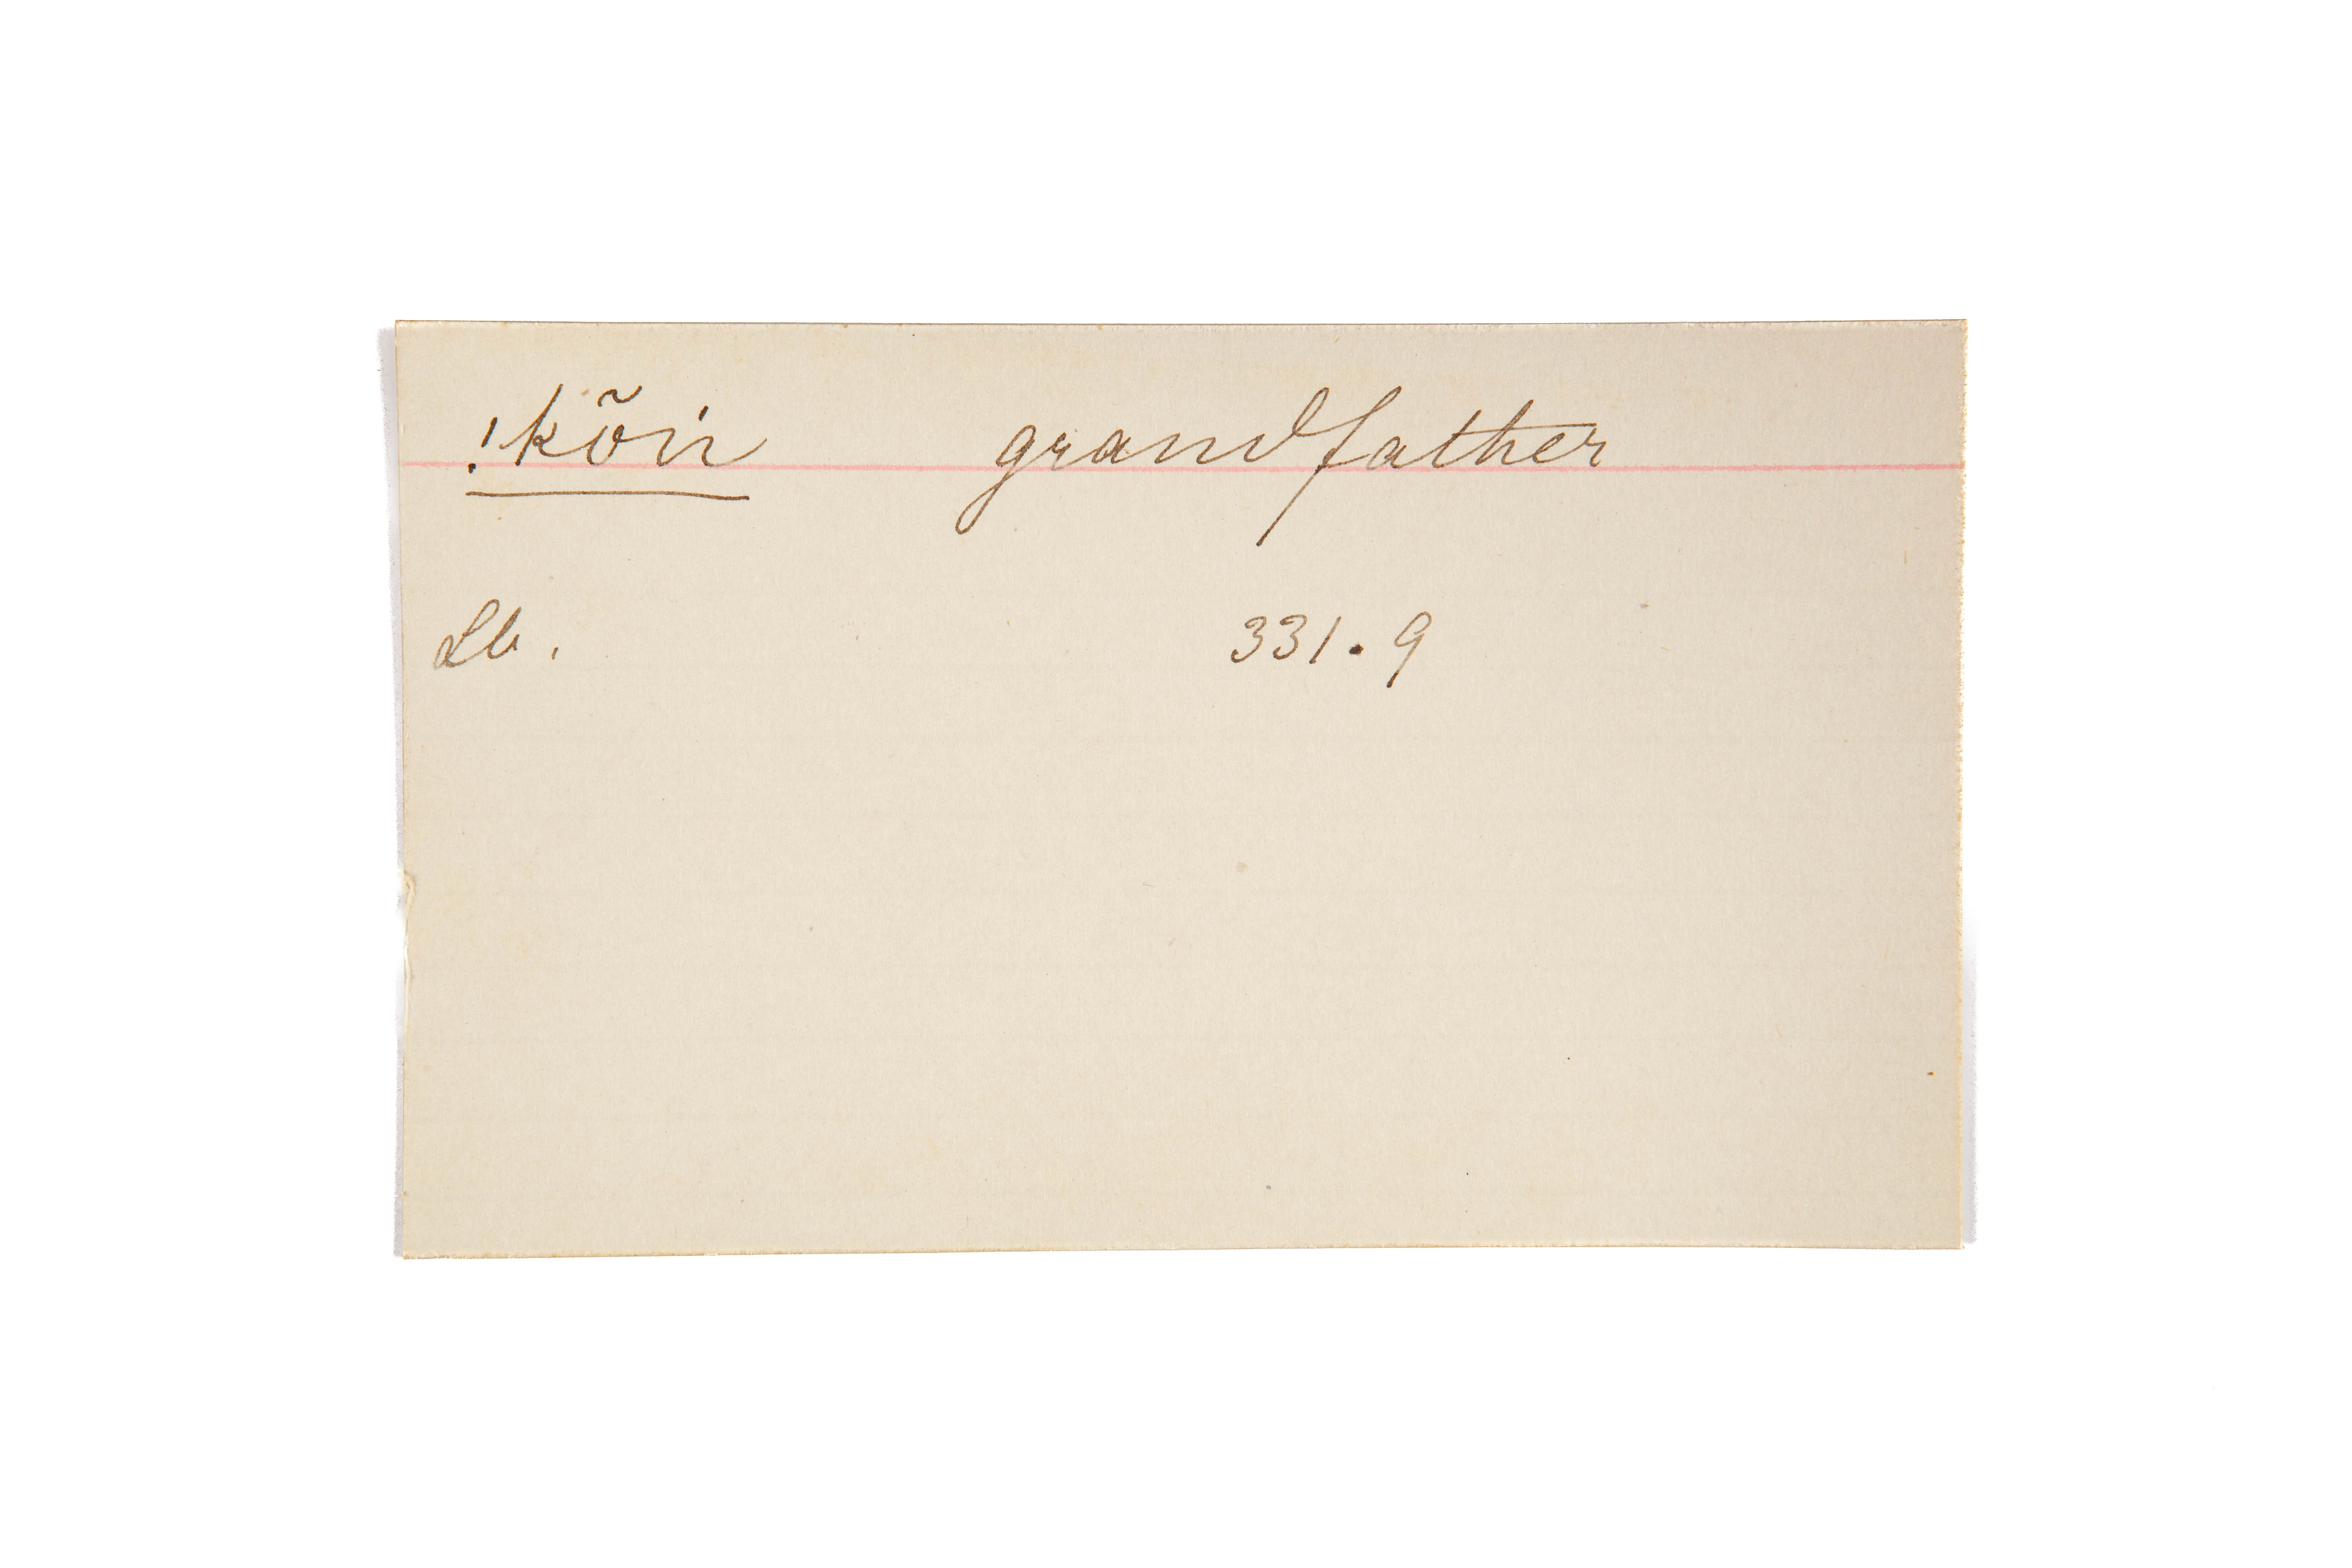 !kõïn grandfather
Lb. 331.9